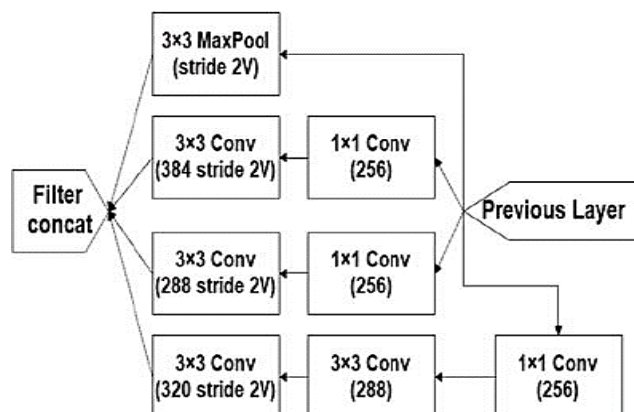 3×3 MaxPool
(stride 2V)
3×3 Conv
(384 stride 2V)
1×1 Conv
(256)
Filter
concat
Previous Layer
3×3 Conv
(288 stride 2V)
1×1 Conv
(256)
3×3 Conv
(320 stride 2V)
3×3 Conv
(288)
1×1 Conv
(256)